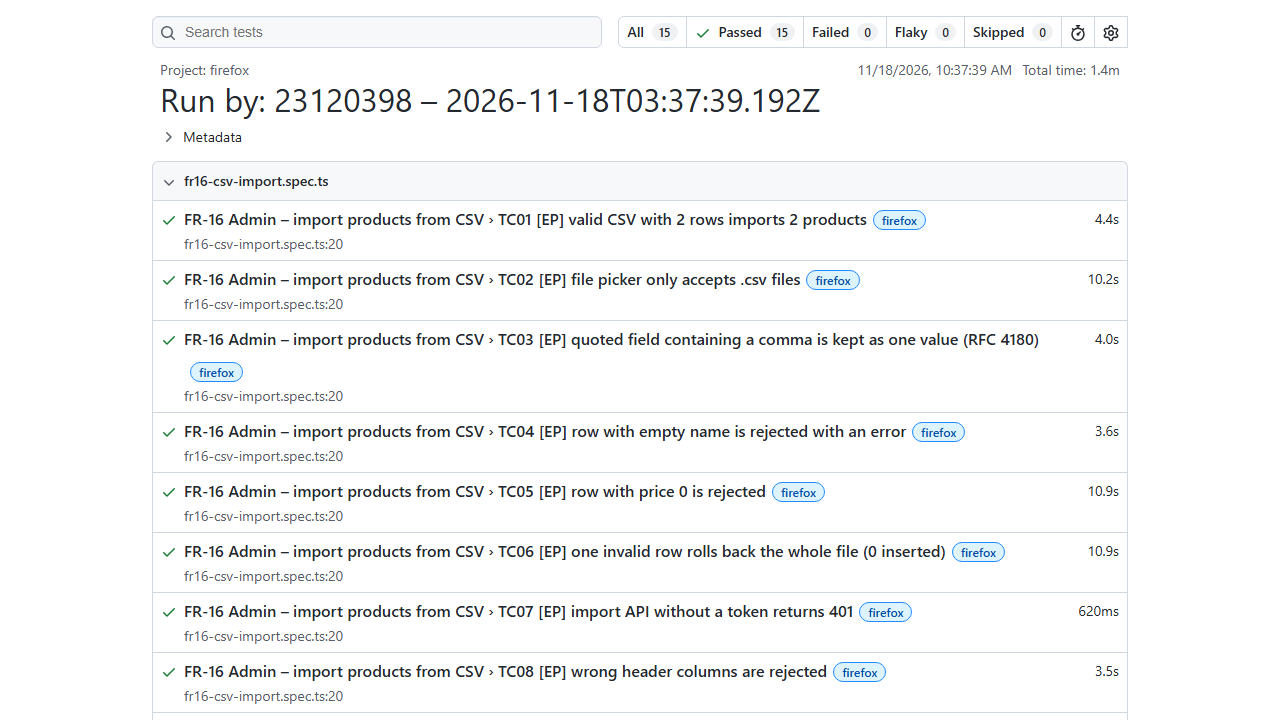 Search tests
All 15 Passed 15 Failed 0 Flaky 0 Skipped 0
Project: firefox 11/18/2026, 10:37:39 AM Total time: 1.4m
Run by: 23120398 – 2026-11-18T03:37:39.192Z
Metadata
fr16-csv-import.spec.ts
FR-16 Admin – import products from CSV › TC01 [EP] valid CSV with 2 rows imports 2 products firefox 4.4s
fr16-csv-import.spec.ts:20
FR-16 Admin – import products from CSV › TC02 [EP] file picker only accepts .csv files firefox 10.2s
fr16-csv-import.spec.ts:20
FR-16 Admin – import products from CSV › TC03 [EP] quoted field containing a comma is kept as one value (RFC 4180) 4.0s
firefox
fr16-csv-import.spec.ts:20
FR-16 Admin – import products from CSV › TC04 [EP] row with empty name is rejected with an error firefox 3.6s
fr16-csv-import.spec.ts:20
FR-16 Admin – import products from CSV › TC05 [EP] row with price 0 is rejected firefox 10.9s
fr16-csv-import.spec.ts:20
FR-16 Admin – import products from CSV › TC06 [EP] one invalid row rolls back the whole file (0 inserted) firefox 10.9s
fr16-csv-import.spec.ts:20
FR-16 Admin – import products from CSV › TC07 [EP] import API without a token returns 401 firefox 620ms
fr16-csv-import.spec.ts:20
FR-16 Admin – import products from CSV › TC08 [EP] wrong header columns are rejected firefox 3.5s
fr16-csv-import.spec.ts:20